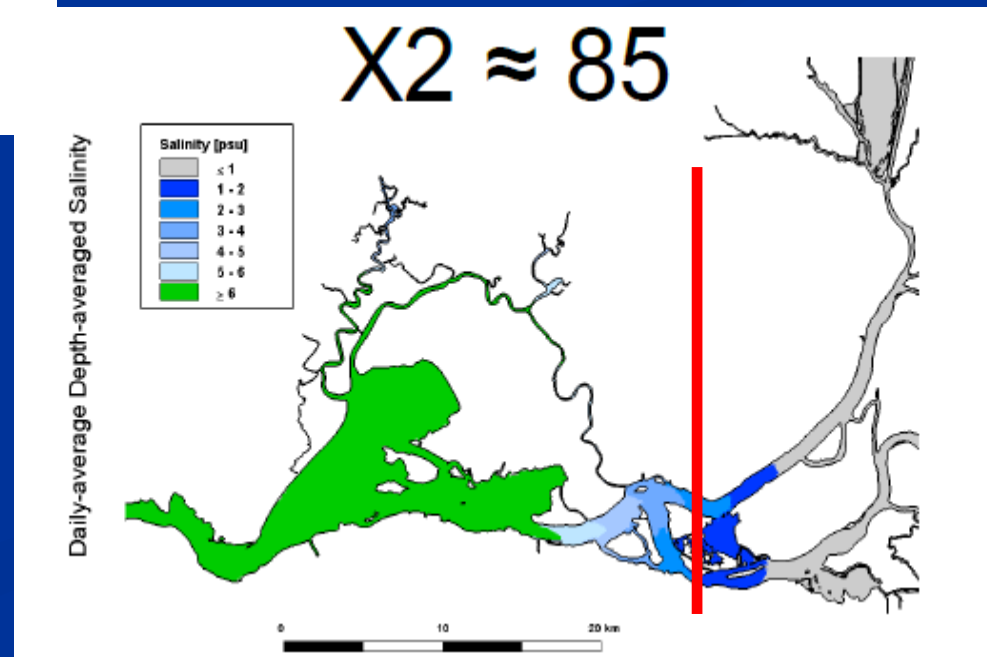 X2 ≈ 85
Daily-average Depth-averaged Salinity
Salinity [psu]
≤ 1
1 - 2
2 - 3
3 - 4
4 - 5
5 - 6
≥ 6
0 10 20 km